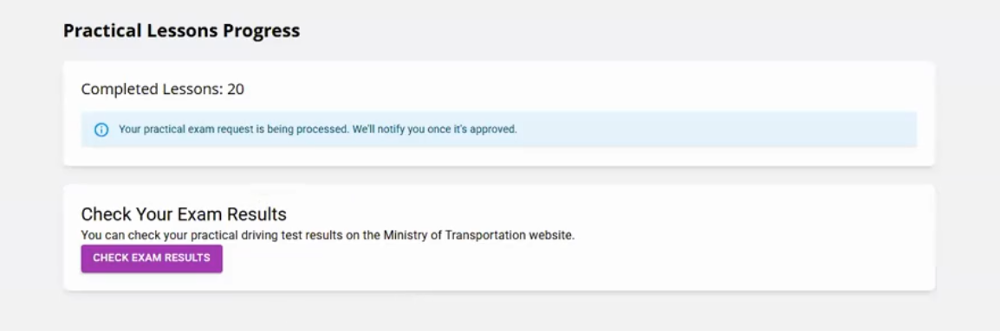 Practical Lessons Progress
Completed Lessons: 20
Your practical exam request is being processed. We'll notify you once it's approved.
Check Your Exam Results
You can check your practical driving test results on the Ministry of Transportation website.
CHECK EXAM RESULTS